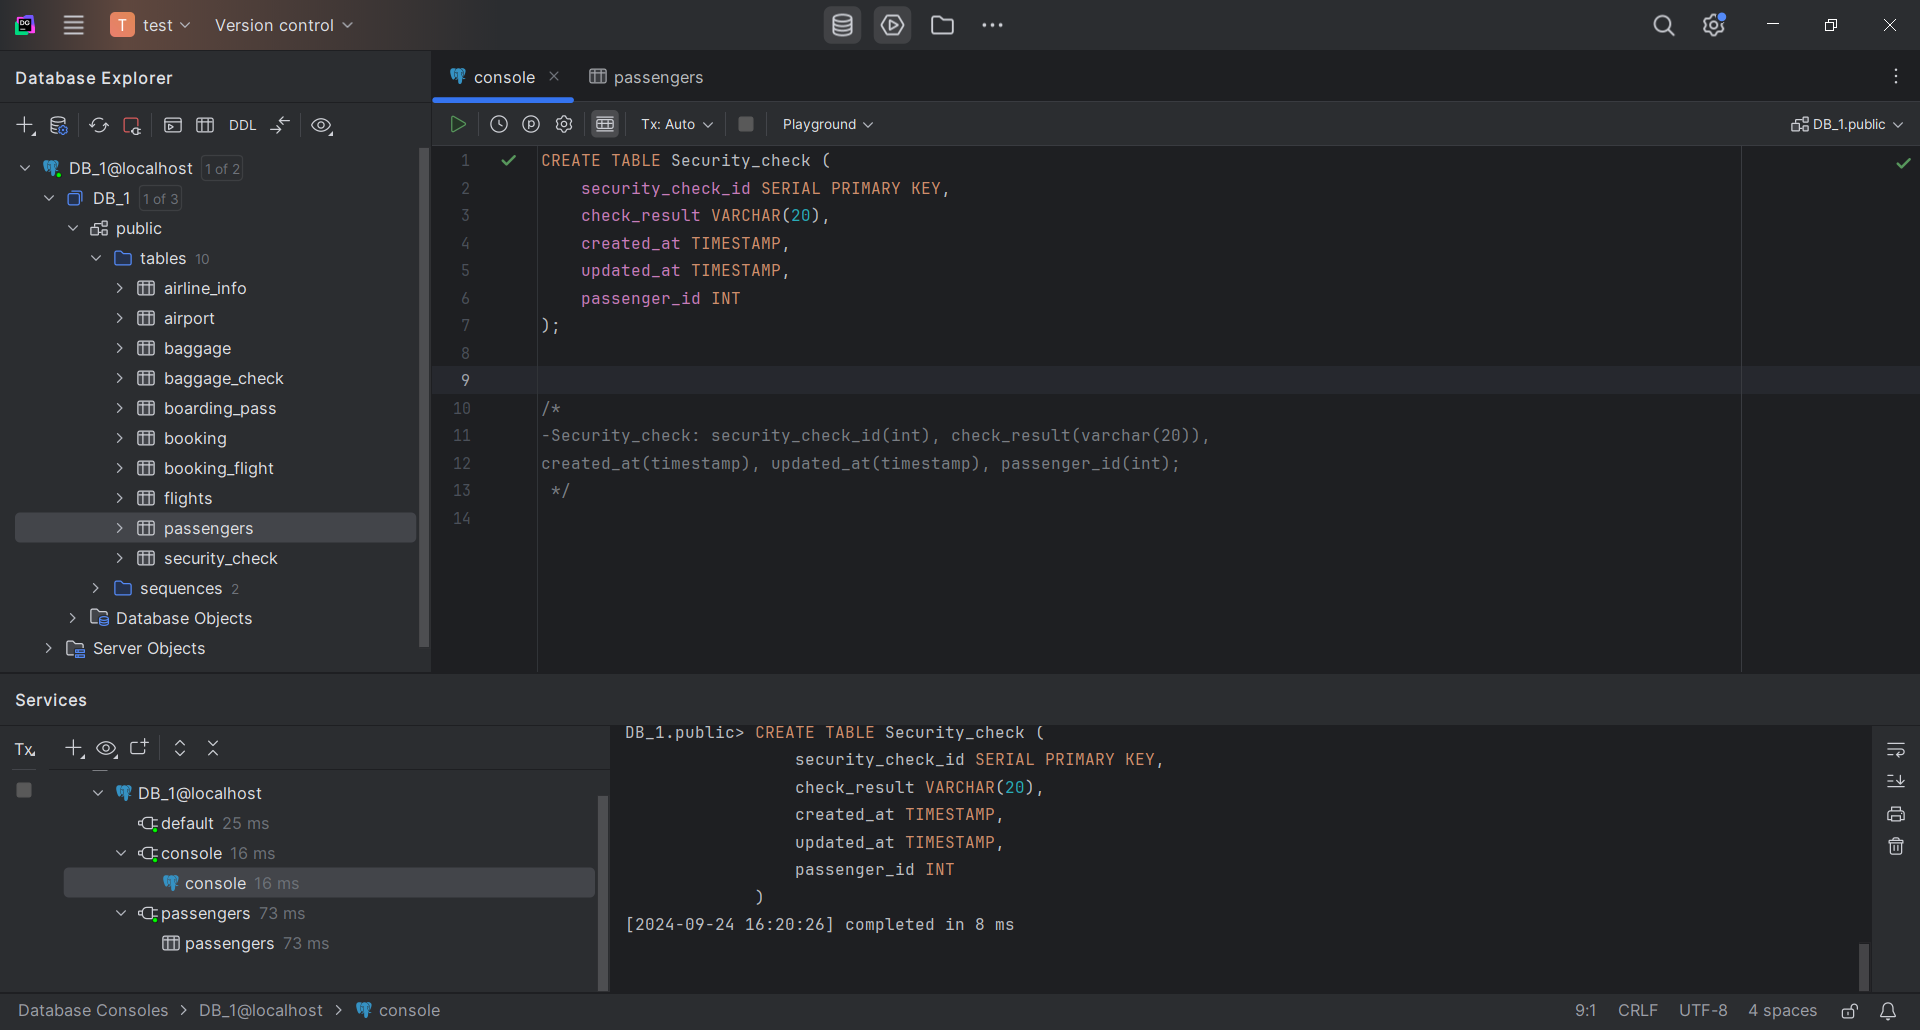 T test Version control
Database Explorer
console
passengers
DDL
Tx: Auto
Playground
DB_1.public
DB_1@localhost 1 of 2
DB_1 1 of 3
public
tables 10
airline_info
airport
baggage
baggage_check
boarding_pass
booking
booking_flight
flights
passengers
security_check
sequences 2
Database Objects
Server Objects
1 CREATE TABLE Security_check (
2 security_check_id SERIAL PRIMARY KEY,
3 check_result VARCHAR(20),
4 created_at TIMESTAMP,
5 updated_at TIMESTAMP,
6 passenger_id INT
7 );
8
9
10 /*
11 -Security_check: security_check_id(int), check_result(varchar(20)),
12 created_at(timestamp), updated_at(timestamp), passenger_id(int);
13 */
14
Services
Tx
DB_1@localhost
default 25 ms
console 16 ms
console 16 ms
passengers 73 ms
passengers 73 ms
DB_1.public> CREATE TABLE Security_check (
security_check_id SERIAL PRIMARY KEY,
check_result VARCHAR(20),
created_at TIMESTAMP,
updated_at TIMESTAMP,
passenger_id INT
)
[2024-09-24 16:20:26] completed in 8 ms
Database Consoles > DB_1@localhost > console
9:1 CRLF UTF-8 4 spaces